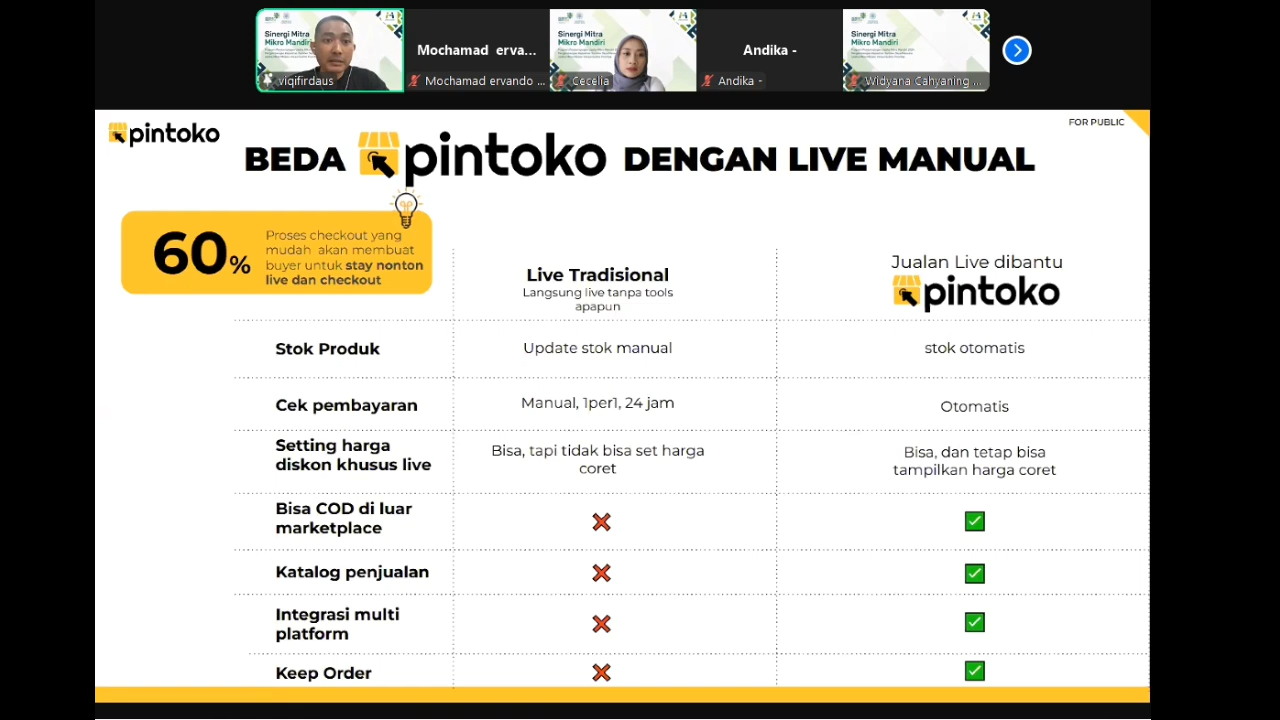 Sinergi Mitra
Mikro Mandiri
viqifirdaus
Mochamad erva...
Mochamad ervando ...
Sinergi Mitra
Mikro Mandiri
Cecelia
Andika -
Andika -
Sinergi Mitra
Mikro Mandiri
Widyana Cahyaning ...
pintoko
FOR PUBLIC
BEDA pintoko DENGAN LIVE MANUAL
60%
Proses checkout yang
mudah akan membuat
buyer untuk stay nonton
live dan checkout
Live Tradisional
Langsung live tanpa tools
apapun
Jualan Live dibantu
pintoko
Stok Produk
Update stok manual
stok otomatis
Cek pembayaran
Manual, 1per1, 24 jam
Otomatis
Setting harga
diskon khusus live
Bisa, tapi tidak bisa set harga
coret
Bisa, dan tetap bisa
tampilkan harga coret
Bisa COD di luar
marketplace
Katalog penjualan
Integrasi multi
platform
Keep Order